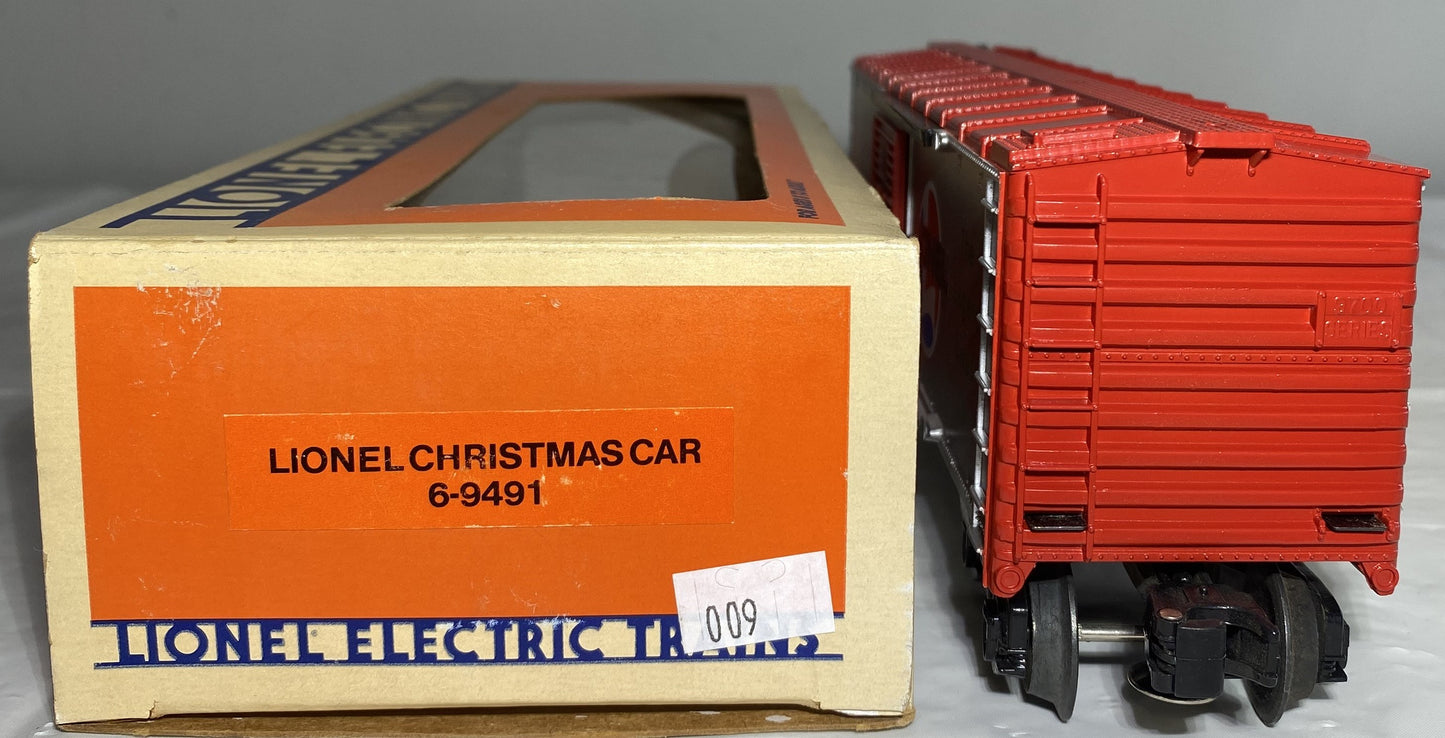 LIONEL CHRISTMAS CAR
6-9491
009
LIONEL ELECTRIC TRAINS
9700
SERIES